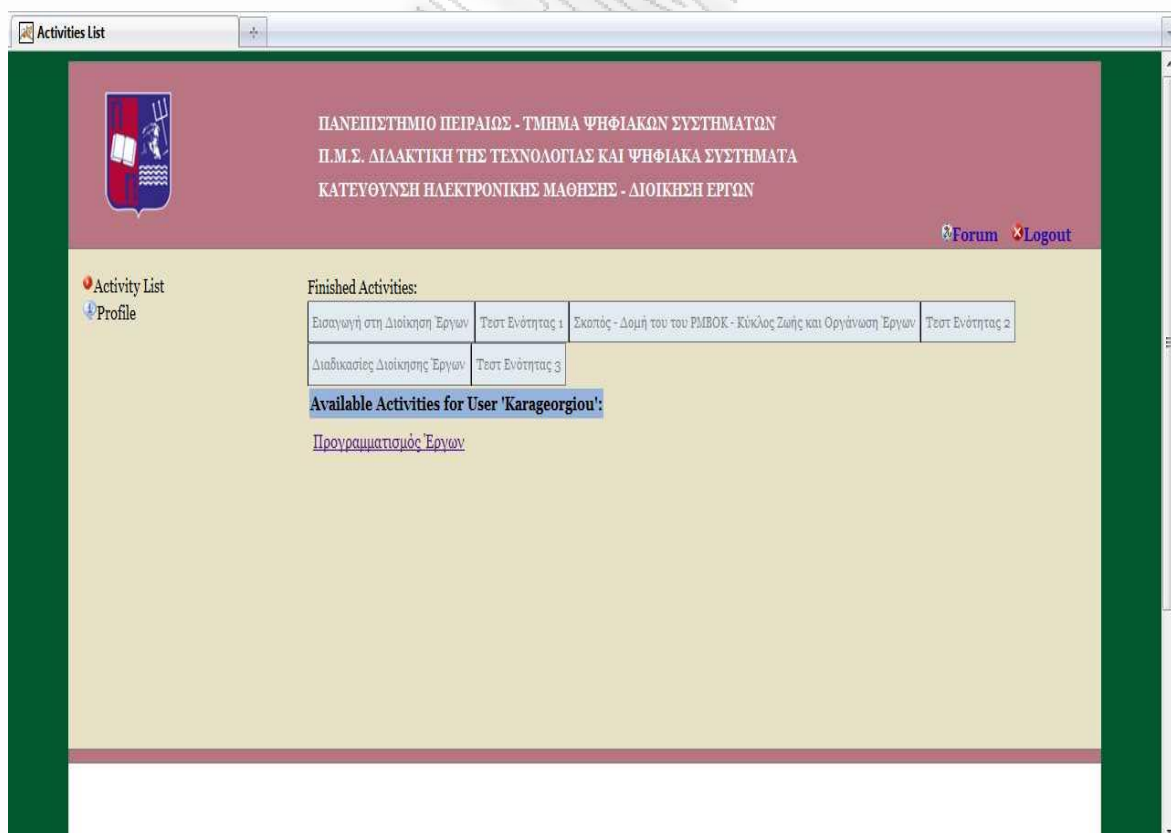 Activities List
ΠΑΝΕΠΙΣΤΗΜΙΟ ΠΕΙΡΑΙΩΣ - ΤΜΗΜΑ ΨΗΦΙΑΚΩΝ ΣΥΣΤΗΜΑΤΩΝ
Π.Μ.Σ. ΔΙΔΑΚΤΙΚΗ ΤΗΣ ΤΕΧΝΟΛΟΓΙΑΣ ΚΑΙ ΨΗΦΙΑΚΑ ΣΥΣΤΗΜΑΤΑ
ΚΑΤΕΥΘΥΝΣΗ ΗΛΕΚΤΡΟΝΙΚΗΣ ΜΑΘΗΣΗΣ - ΔΙΟΙΚΗΣΗ ΕΡΓΩΝ
Forum Logout
Activity List
Profile
Finished Activities:
Εισαγωγή στη Διοίκηση Έργων Τεστ Ενότητας 1 Σκοπός - Δομή του του PMBOK - Κύκλος Ζωής και Οργάνωση Έργων Τεστ Ενότητας 2
Διαδικασίες Διοίκησης Έργων Τεστ Ενότητας 3
Available Activities for User 'Karageorgiou':
Προγραμματισμός Έργων